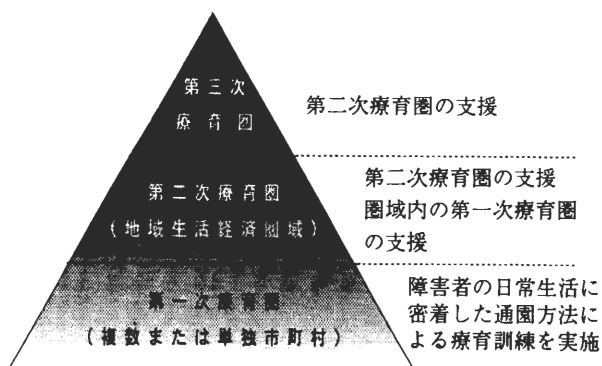 第三次
療育圏
第二次療育圏の支援
第二次療育圏
(地域生活経済圏域)
第二次療育圏の支援
圏域内の第一次療育圏
の支援
第一次療育圏
(複数または単独市町村)
障害者の日常生活に
密着した通園方法に
よる療育訓練を実施